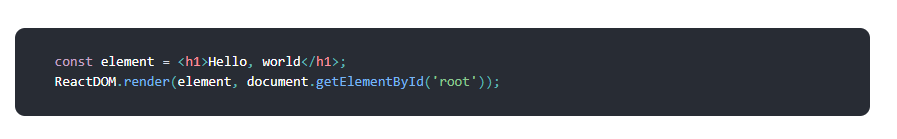 const element = <h1>Hello, world</h1>;
ReactDOM.render(element, document.getElementById('root'));